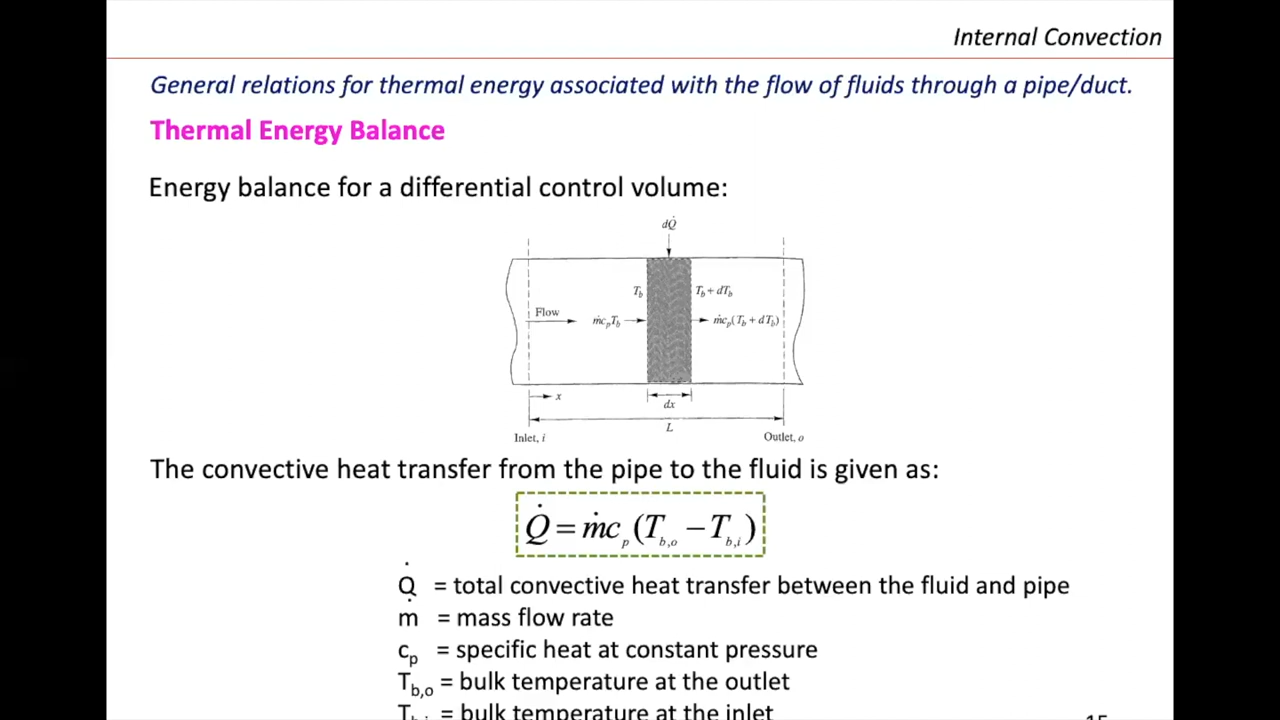 Internal Convection
General relations for thermal energy associated with the flow of fluids through a pipe/duct.
Thermal Energy Balance
Energy balance for a differential control volume:
dQ̇
T_b T_b + dT_b
Flow
ṁc_pT_b ṁc_p(T_b + dT_b)
x
dx
L
Inlet, i Outlet, o
The convective heat transfer from the pipe to the fluid is given as:
Q̇ = ṁc_p (T_b,o − T_b,i)
Q̇ = total convective heat transfer between the fluid and pipe
ṁ = mass flow rate
c_p = specific heat at constant pressure
T_b,o = bulk temperature at the outlet
T_b,i = bulk temperature at the inlet
15